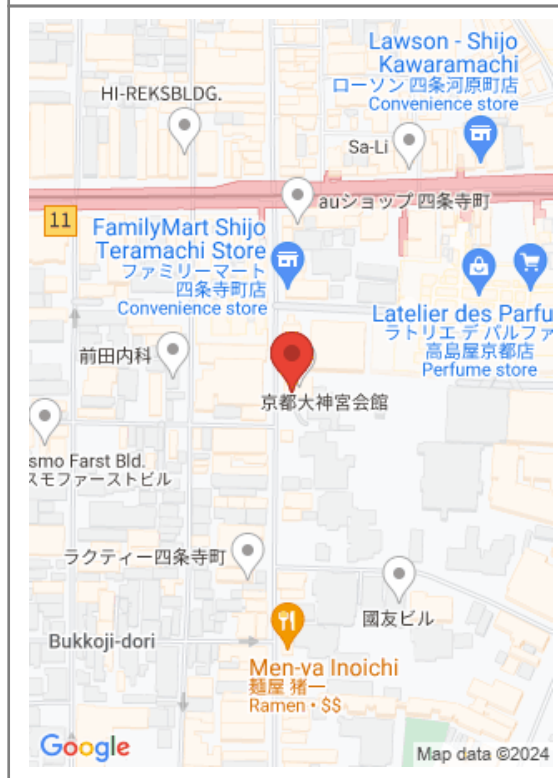 Lawson - Shijo
Kawaramachi
ローソン 四条河原町店
Convenience store
HI-REKSBLDG.
Sa-Li
auショップ 四条寺町
11
FamilyMart Shijo
Teramachi Store
ファミリーマート
四条寺町店
Convenience store
Latelier des Parfu
ラトリエ デ パルファ
高島屋京都店
Perfume store
前田内科
京都大神宮会館
smo Farst Bld.
スモファーストビル
ラクティー四条寺町
國友ビル
Bukkoji-dori
Men-ya Inoichi
麺屋 猪一
Ramen • $$
Google
Map data ©2024